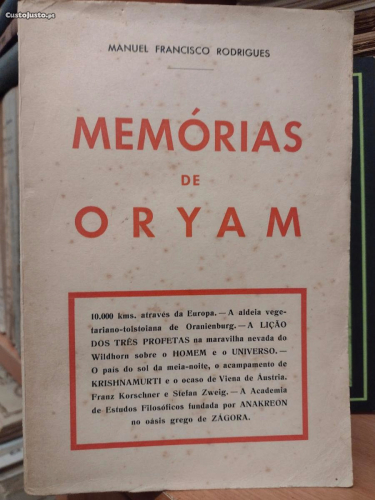 CustoJusto.pt
MANUEL FRANCISCO RODRIGUES
MEMÓRIAS
DE
ORYAM
10.000 kms. através da Europa. — A aldeia vege-
tariano-tolstoiana de Oranienburg. — A LIÇÃO
DOS TRÊS PROFETAS na maravilha nevada do
Wildhorn sobre o HOMEM e o UNIVERSO. —
O país do sol da meia-noite, o acampamento de
KRISHNAMURTI e o ocaso de Viena de Áustria.
Franz Korschner e Stefan Zweig. — A Academia
de Estudos Filosóficos fundada por ANAKREÓN
no oásis grego de ZÁGORA.